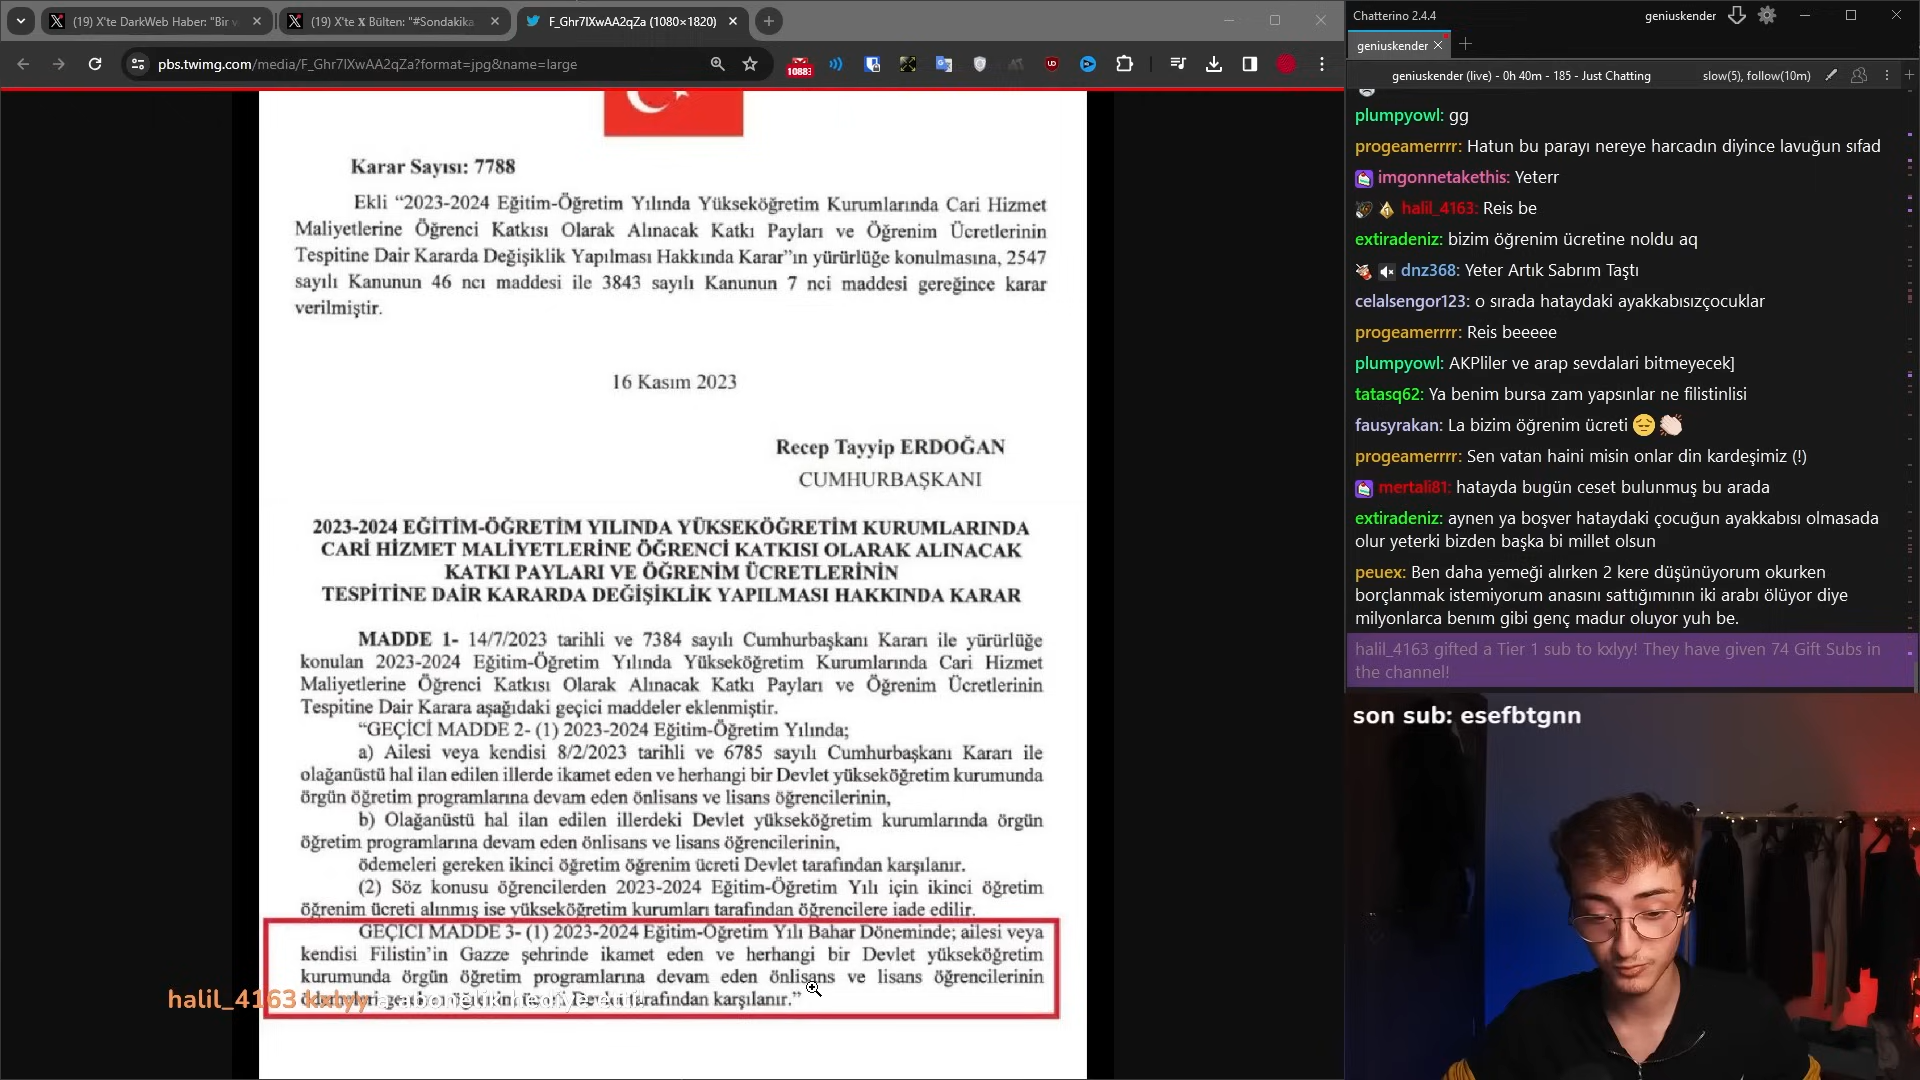 (19) X'te DarkWeb Haber: "Bir v
(19) X'te X Bülten: "#Sondakika
F_Ghr7lXwAA2qZa (1080×1820)
pbs.twimg.com/media/F_Ghr7lXwAA2qZa?format=jpg&name=large
10883
Karar Sayısı: 7788
Ekli “2023-2024 Eğitim-Öğretim Yılında Yükseköğretim Kurumlarında Cari Hizmet
Maliyetlerine Öğrenci Katkısı Olarak Alınacak Katkı Payları ve Öğrenim Ücretlerinin
Tespitine Dair Kararda Değişiklik Yapılması Hakkında Karar”ın yürürlüğe konulmasına, 2547
sayılı Kanunun 46 ncı maddesi ile 3843 sayılı Kanunun 7 nci maddesi gereğince karar
verilmiştir.
16 Kasım 2023
Recep Tayyip ERDOĞAN
CUMHURBAŞKANI
2023-2024 EĞİTİM-ÖĞRETİM YILINDA YÜKSEKÖĞRETİM KURUMLARINDA
CARİ HİZMET MALİYETLERİNE ÖĞRENCİ KATKISI OLARAK ALINACAK
KATKI PAYLARI VE ÖĞRENİM ÜCRETLERİNİN
TESPİTİNE DAİR KARARDA DEĞİŞİKLİK YAPILMASI HAKKINDA KARAR
MADDE 1- 14/7/2023 tarihli ve 7384 sayılı Cumhurbaşkanı Kararı ile yürürlüğe
konulan 2023-2024 Eğitim-Öğretim Yılında Yükseköğretim Kurumlarında Cari Hizmet
Maliyetlerine Öğrenci Katkısı Olarak Alınacak Katkı Payları ve Öğrenim Ücretlerinin
Tespitine Dair Karara aşağıdaki geçici maddeler eklenmiştir.
“GEÇİCİ MADDE 2- (1) 2023-2024 Eğitim-Öğretim Yılında;
a) Ailesi veya kendisi 8/2/2023 tarihli ve 6785 sayılı Cumhurbaşkanı Kararı ile
olağanüstü hal ilan edilen illerde ikamet eden ve herhangi bir Devlet yükseköğretim kurumunda
örgün öğretim programlarına devam eden önlisans ve lisans öğrencilerinin,
b) Olağanüstü hal ilan edilen illerdeki Devlet yükseköğretim kurumlarında örgün
öğretim programlarına devam eden önlisans ve lisans öğrencilerinin,
ödemeleri gereken ikinci öğretim öğrenim ücreti Devlet tarafından karşılanır.
(2) Söz konusu öğrencilerden 2023-2024 Eğitim-Öğretim Yılı için ikinci öğretim
öğrenim ücreti alınmış ise yükseköğretim kurumları tarafından öğrencilere iade edilir.
GEÇİCİ MADDE 3- (1) 2023-2024 Eğitim-Öğretim Yılı Bahar Döneminde; ailesi veya
kendisi Filistin’in Gazze şehrinde ikamet eden ve herhangi bir Devlet yükseköğretim
kurumunda örgün öğretim programlarına devam eden önlisans ve lisans öğrencilerinin
tarafından karşılanır.”
halil_4163 kxlyy a abonelik hediye etti!
Chatterino 2.4.4
geniuskender
geniuskender
geniuskender (live) - 0h 40m - 185 - Just Chatting
slow(5), follow(10m)
plumpyowl: gg
progeamerrrr: Hatun bu parayı nereye harcadın diyince lavuğun sıfad
imgonnetakethis: Yeterr
halil_4163: Reis be
extiradeniz: bizim öğrenim ücretine noldu aq
dnz368: Yeter Artık Sabrım Taştı
celalsengor123: o sırada hataydaki ayakkabısızçocuklar
progeamerrrr: Reis beeeee
plumpyowl: AKPliler ve arap sevdalari bitmeyecek]
tatasq62: Ya benim bursa zam yapsınlar ne filistinlisi
fausyrakan: La bizim öğrenim ücreti
progeamerrrr: Sen vatan haini misin onlar din kardeşimiz (!)
mertali81: hatayda bugün ceset bulunmuş bu arada
extiradeniz: aynen ya boşver hataydaki çocuğun ayakkabısı olmasada
olur yeterki bizden başka bi millet olsun
peuex: Ben daha yemeği alırken 2 kere düşünüyorum okurken
borçlanmak istemiyorum anasını sattığımının iki arabı ölüyor diye
milyonlarca benım gibi genç madur oluyor yuh be.
halil_4163 gifted a Tier 1 sub to kxlyy! They have given 74 Gift Subs in
the channel!
son sub: esefbtgnn